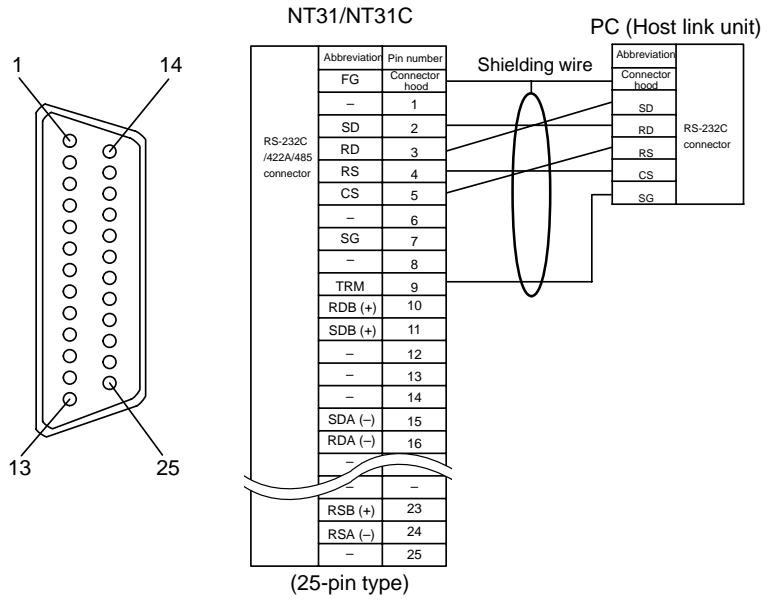 NT31/NT31C
PC (Host link unit)
1
14
13
25
Shielding wire
RS-232C
/422A/485
connector
Abbreviation Pin number
FG Connector hood
– 1
SD 2
RD 3
RS 4
CS 5
– 6
SG 7
– 8
TRM 9
RDB (+) 10
SDB (+) 11
– 12
– 13
– 14
SDA (–) 15
RDA (–) 16
–
– –
RSB (+) 23
RSA (–) 24
– 25
(25-pin type)
Abbreviation
Connector
hood
SD
RD
RS
CS
SG
RS-232C
connector